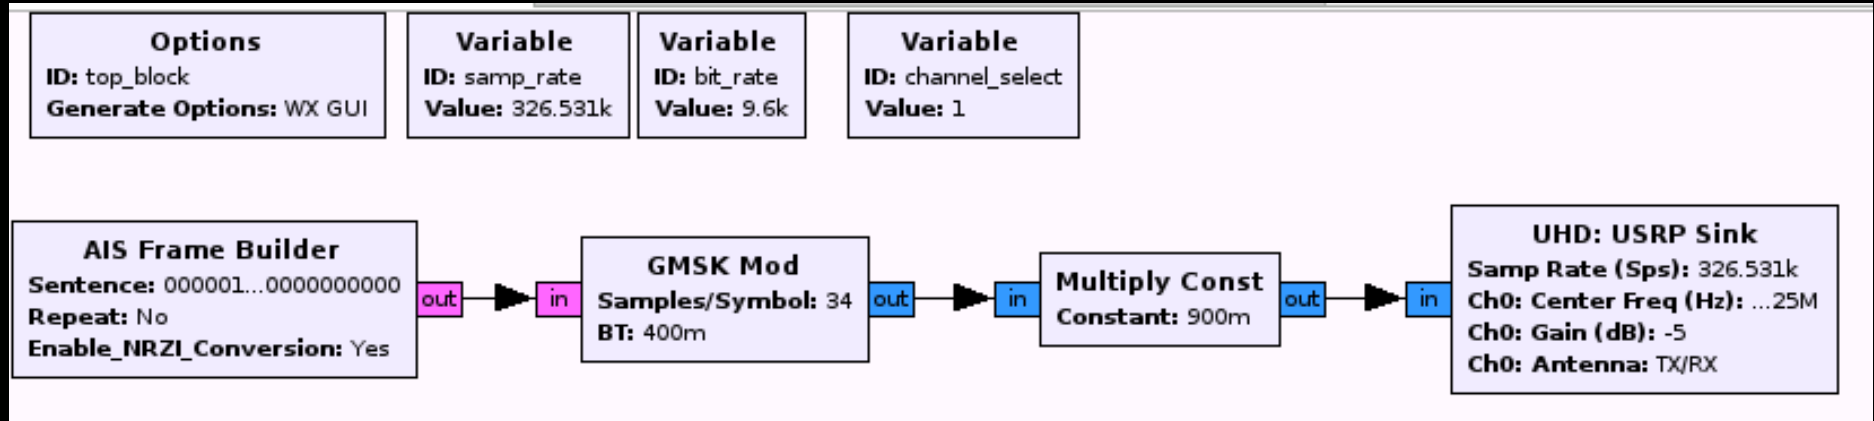 Options
ID: top_block
Generate Options: WX GUI
Variable
ID: samp_rate
Value: 326.531k
Variable
ID: bit_rate
Value: 9.6k
Variable
ID: channel_select
Value: 1
AIS Frame Builder
Sentence: 000001...0000000000
Repeat: No
Enable_NRZI_Conversion: Yes
out
in
GMSK Mod
Samples/Symbol: 34
BT: 400m
out
in
Multiply Const
Constant: 900m
out
in
UHD: USRP Sink
Samp Rate (Sps): 326.531k
Ch0: Center Freq (Hz): ...25M
Ch0: Gain (dB): -5
Ch0: Antenna: TX/RX